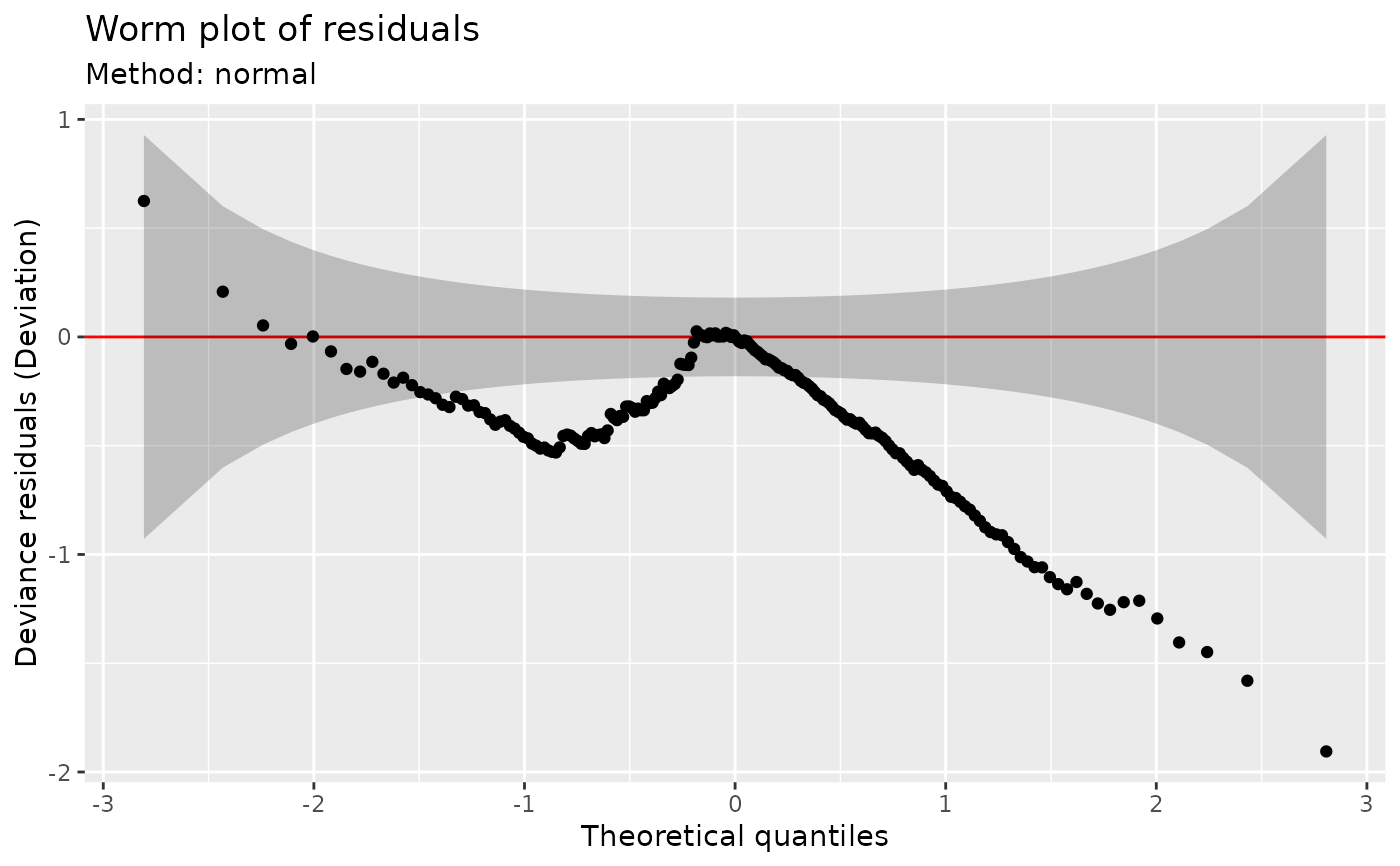 Worm plot of residuals
Method: normal
Deviance residuals (Deviation)
1
0
-1
-2
-3
-2
-1
0
1
2
3
Theoretical quantiles